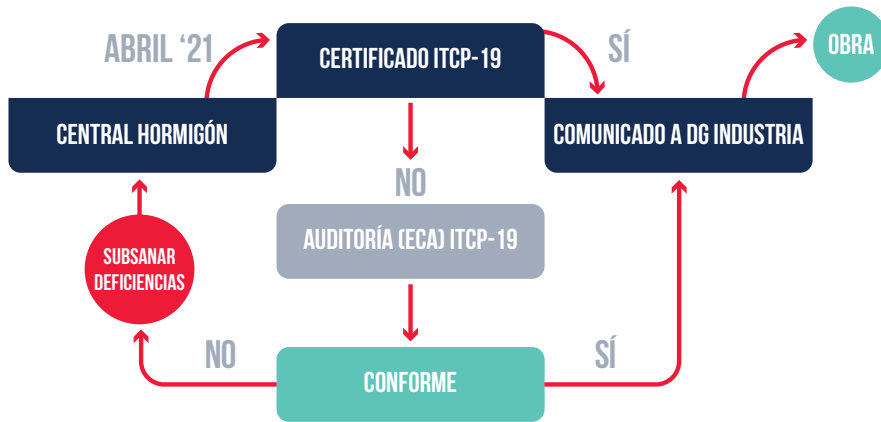 ABRIL ‘21
CERTIFICADO ITCP-19
SÍ
OBRA
CENTRAL HORMIGÓN
COMUNICADO A DG INDUSTRIA
NO
AUDITORÍA (ECA) ITCP-19
SUBSANAR
DEFICIENCIAS
NO
SÍ
CONFORME